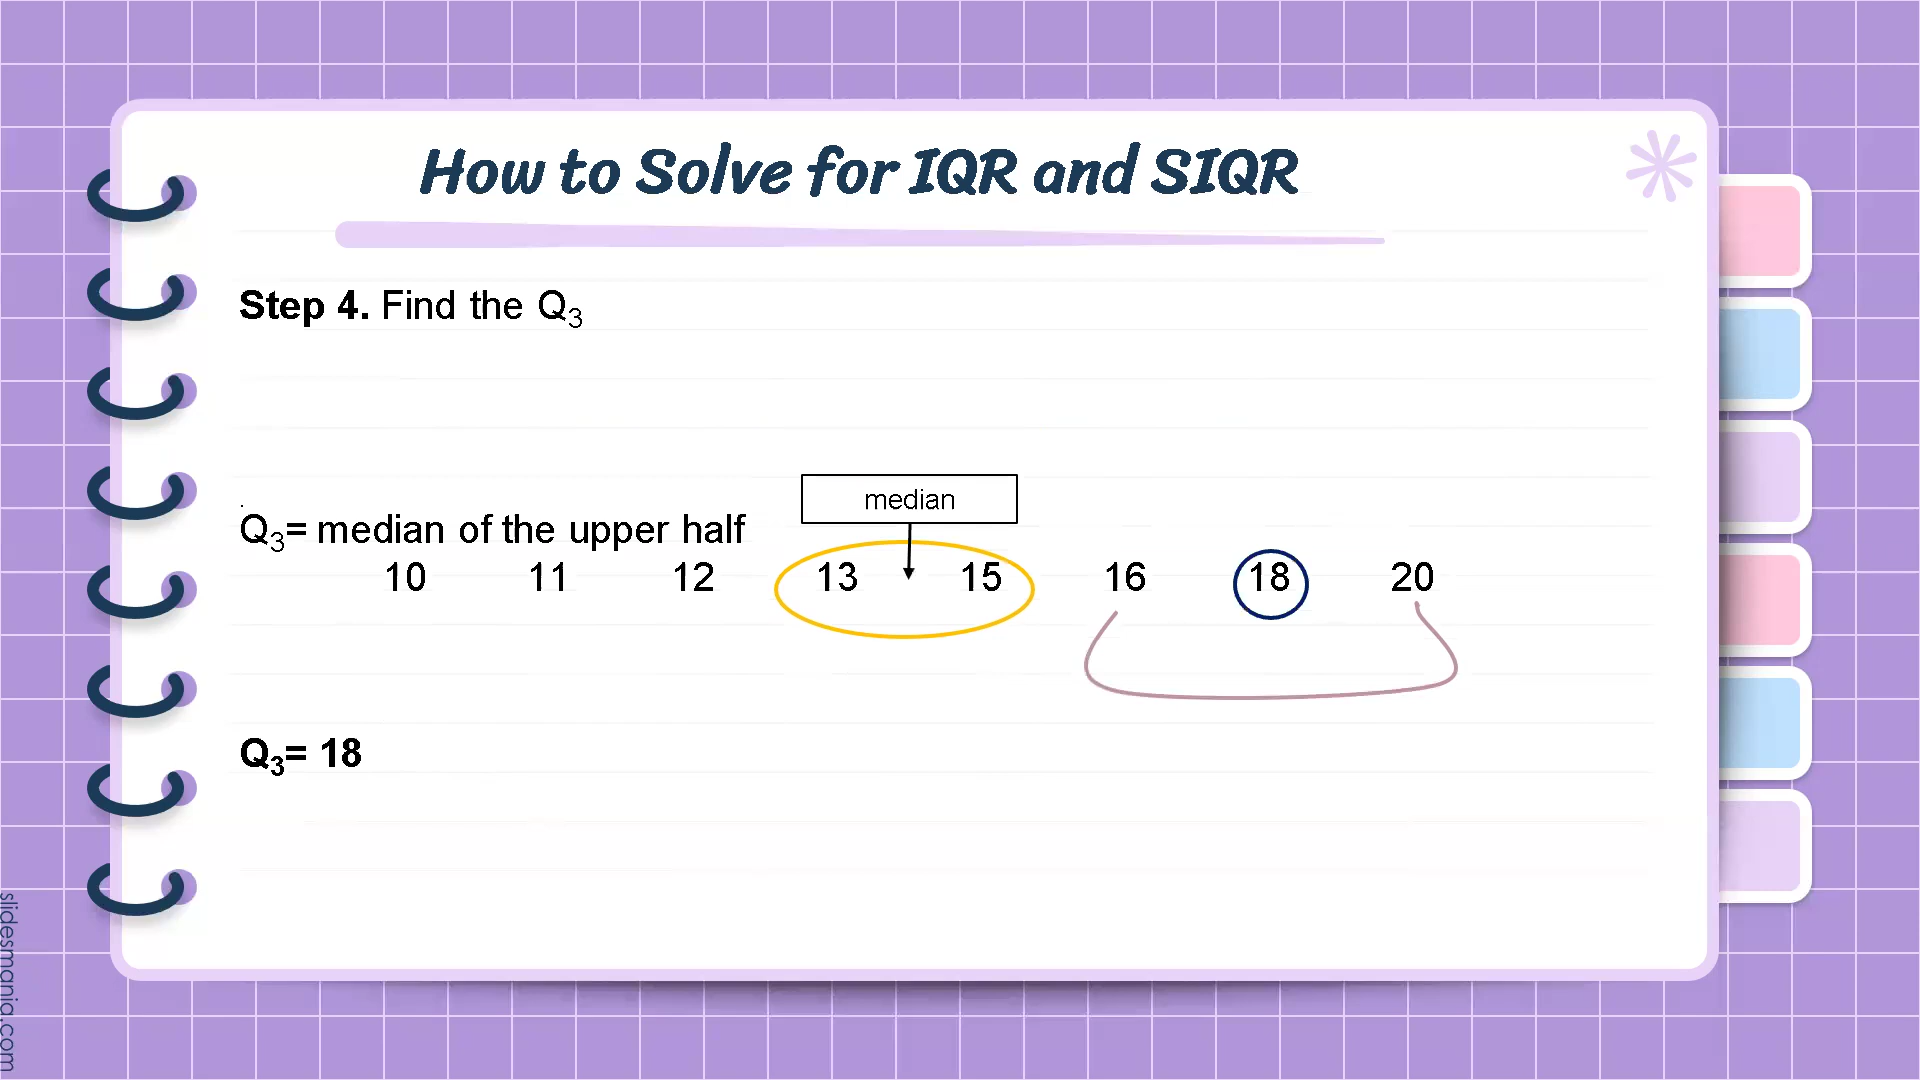 How to Solve for IQR and SIQR
Step 4. Find the Q₃
median
.
Q₃= median of the upper half
10 11 12 13 15 16 18 20
Q₃= 18
slidesmania.com